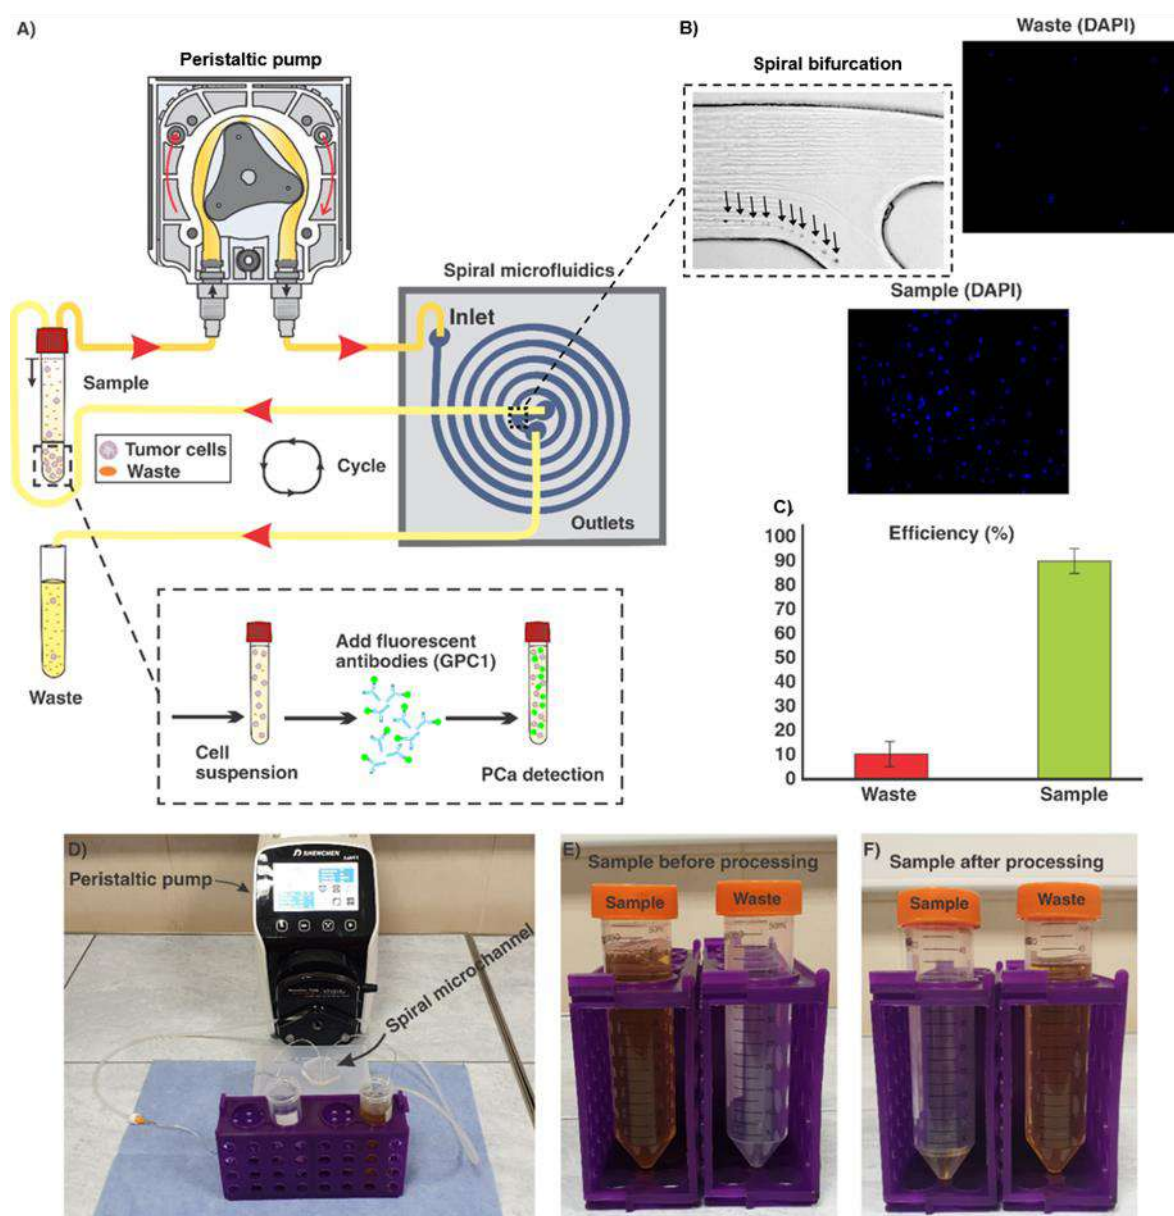 A)
Peristaltic pump
Spiral microfluidics
Inlet
Sample
Tumor cells
Waste
Cycle
Outlets
Waste
Add fluorescent
antibodies (GPC1)
Cell
suspension
PCa detection
B)
Spiral bifurcation
Waste (DAPI)
Sample (DAPI)
C)
Efficiency (%)
100
90
80
70
60
50
40
30
20
10
0
Waste
Sample
D)
Peristaltic pump
SHENCHEN
Spiral microchannel
E)
Sample before processing
Sample
Waste
F)
Sample after processing
Sample
Waste